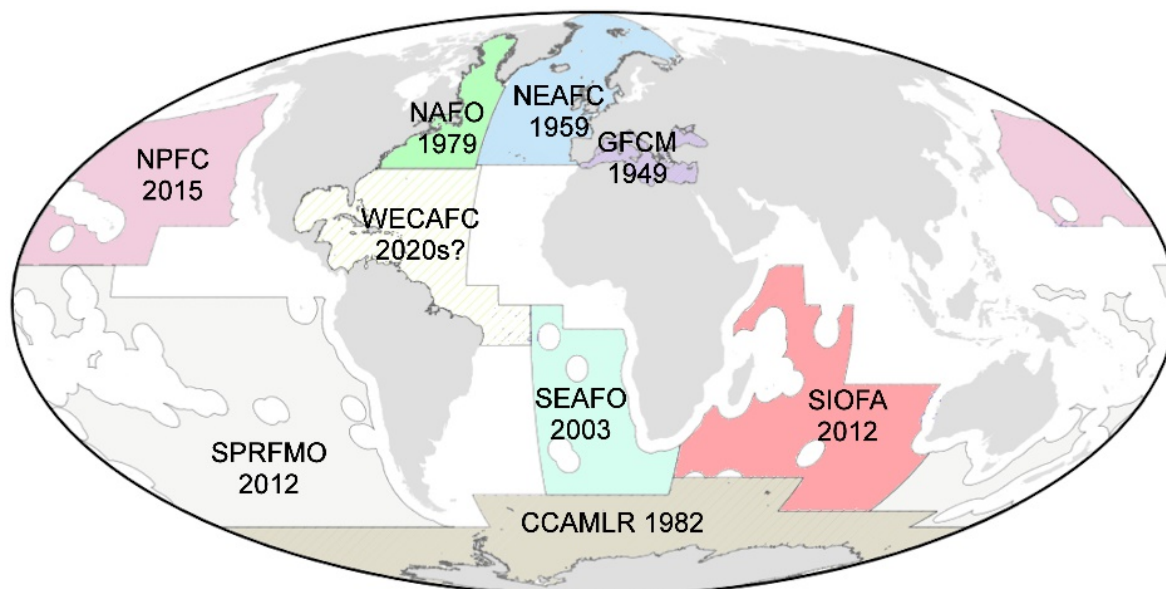 NAFO
1979
NEAFC
1959
GFCM
1949
NPFC
2015
WECAFC
2020s?
SEAFO
2003
SIOFA
2012
SPRFMO
2012
CCAMLR 1982